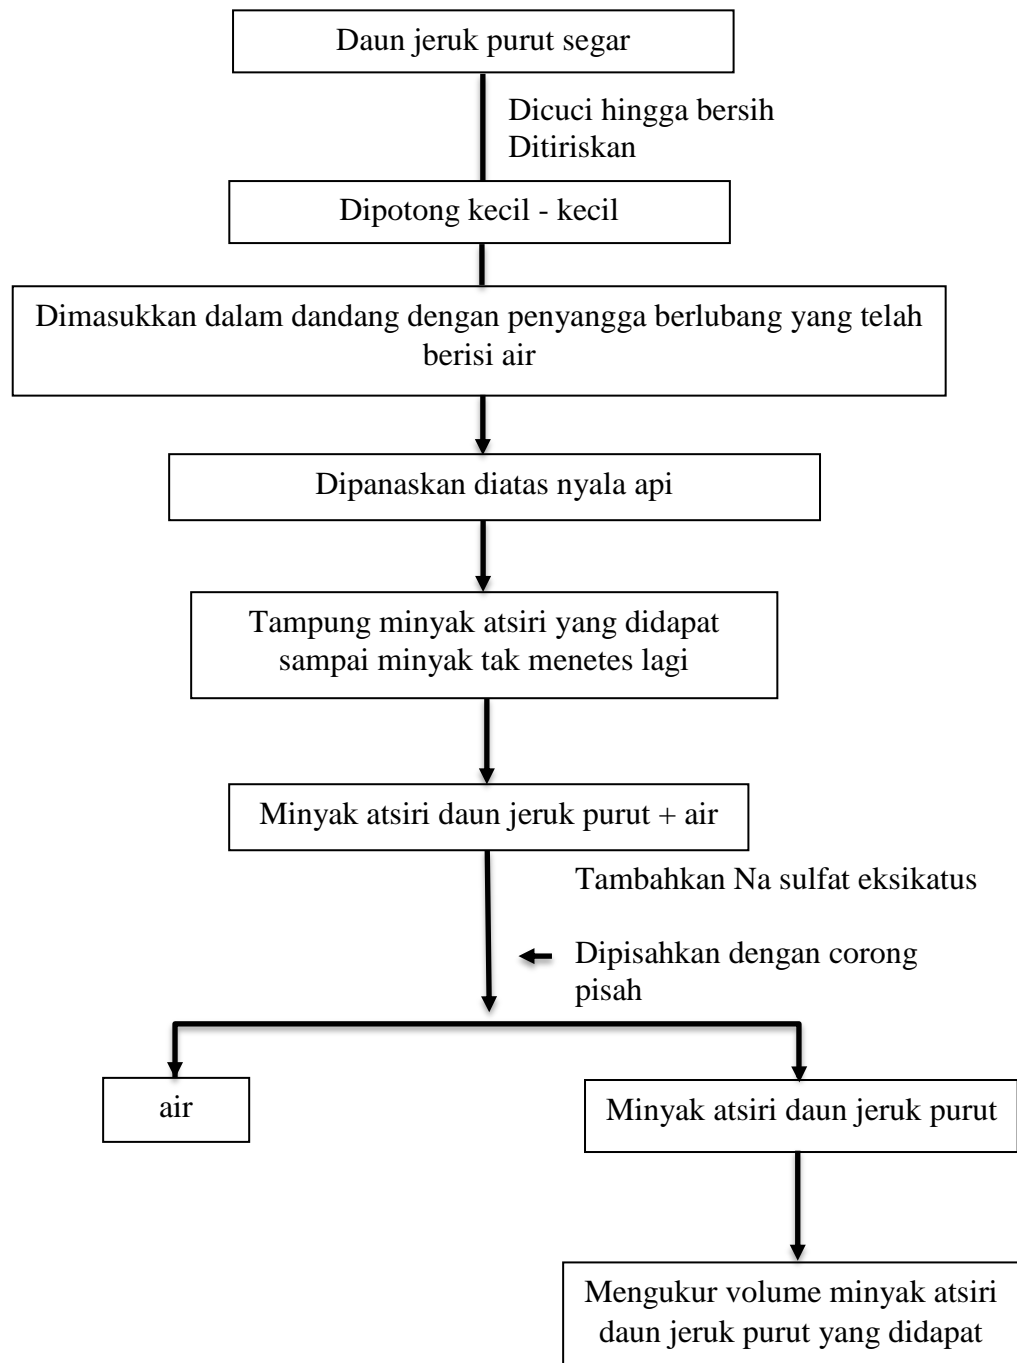 Daun jeruk purut segar
Dicuci hingga bersih
Ditiriskan
Dipotong kecil - kecil
Dimasukkan dalam dandang dengan penyangga berlubang yang telah
berisi air
Dipanaskan diatas nyala api
Tampung minyak atsiri yang didapat
sampai minyak tak menetes lagi
Minyak atsiri daun jeruk purut + air
Tambahkan Na sulfat eksikatus
Dipisahkan dengan corong
pisah
air
Minyak atsiri daun jeruk purut
Mengukur volume minyak atsiri
daun jeruk purut yang didapat